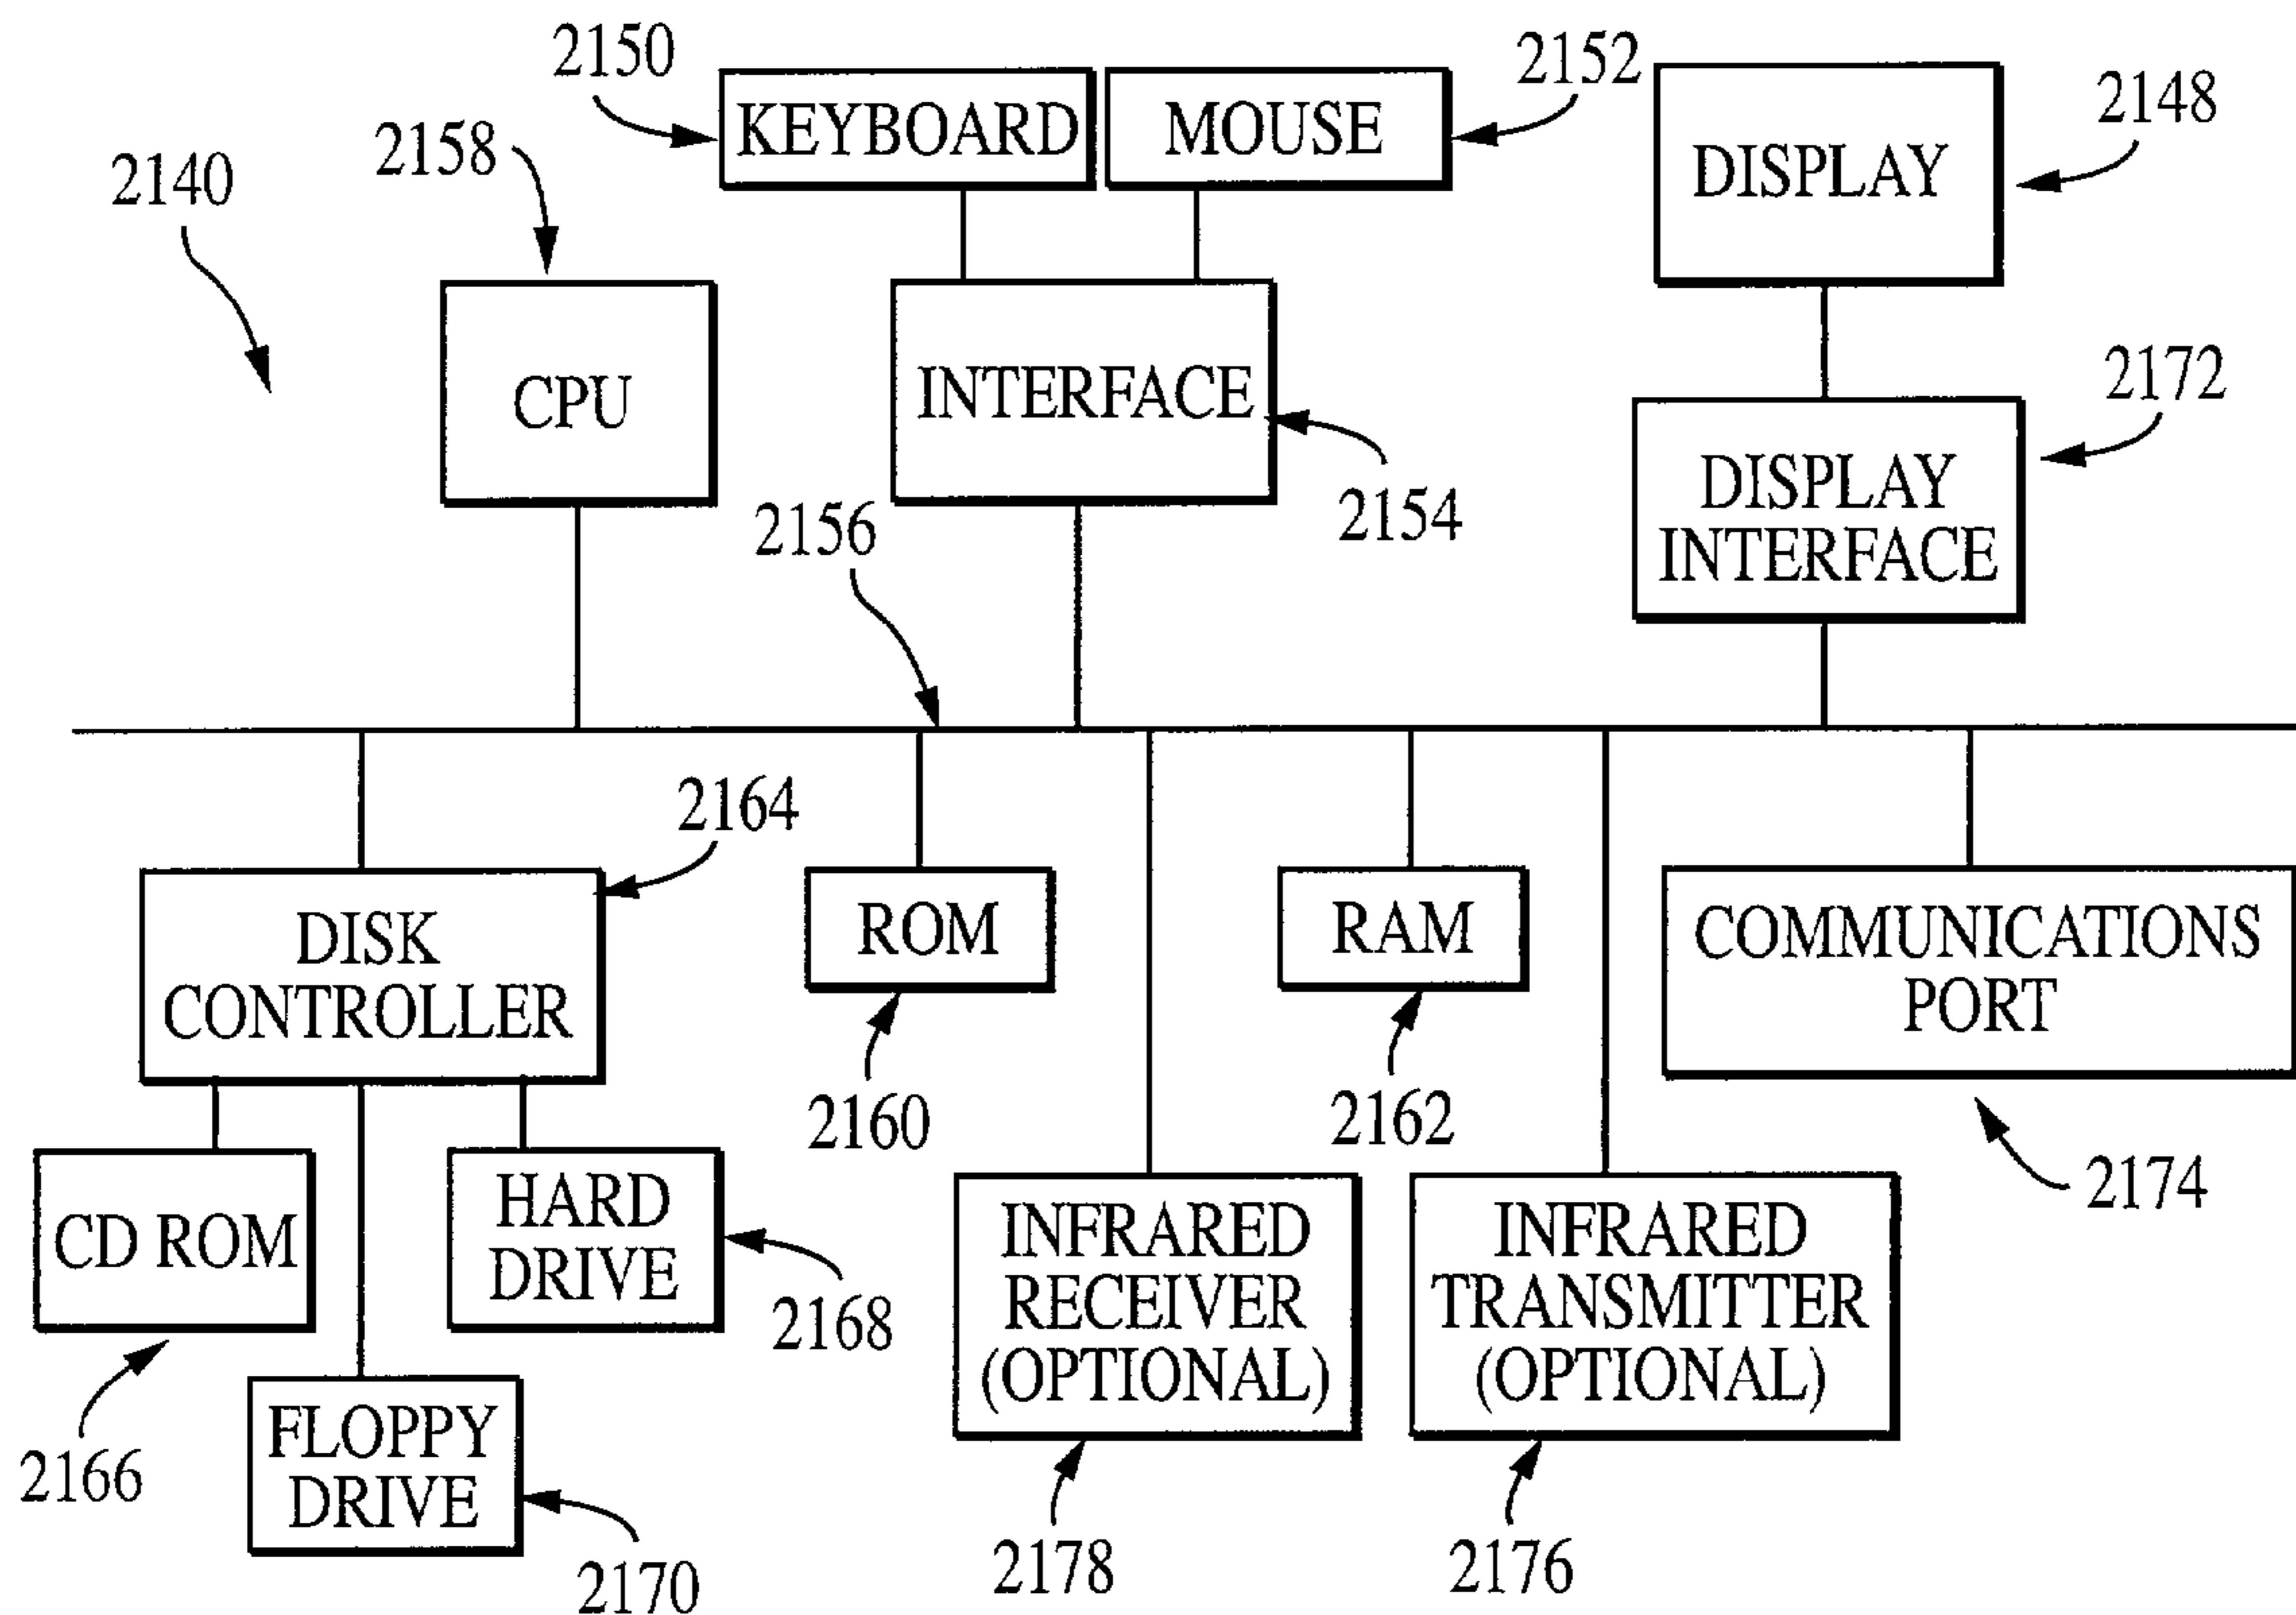 2150
KEYBOARD
MOUSE
2152
2148
2158
2140
DISPLAY
CPU
INTERFACE
2172
2154
2156
DISPLAY
INTERFACE
2164
DISK
CONTROLLER
ROM
RAM
COMMUNICATIONS
PORT
2160
2162
2174
CD ROM
HARD
DRIVE
2168
INFRARED
RECEIVER
(OPTIONAL)
INFRARED
TRANSMITTER
(OPTIONAL)
2166
FLOPPY
DRIVE
2170
2178
2176